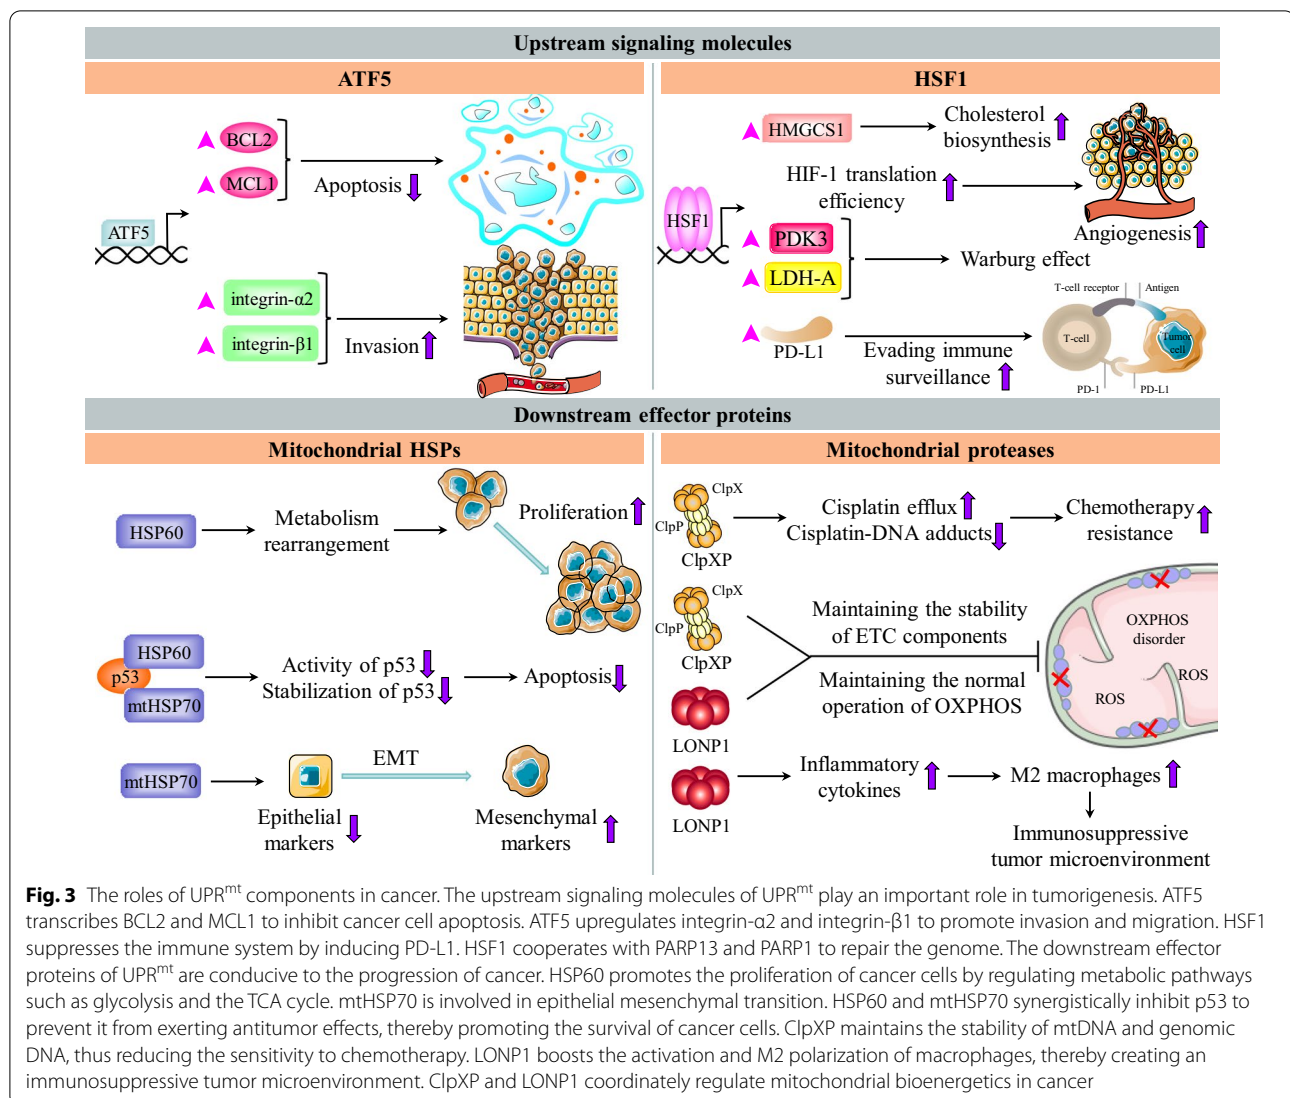 Upstream signaling molecules
ATF5
BCL2
MCL1
Apoptosis
ATF5
integrin-α2
integrin-β1
Invasion
HSF1
HMGCS1
Cholesterol
biosynthesis
HIF-1 translation
efficiency
Angiogenesis
HSF1
PDK3
LDH-A
Warburg effect
PD-L1
Evading immune
surveillance
T-cell receptor
Antigen
T-cell
Tumor
cell
PD-1
PD-L1
Downstream effector proteins
Mitochondrial HSPs
HSP60
Metabolism
rearrangement
Proliferation
HSP60
p53
mtHSP70
Activity of p53
Stabilization of p53
Apoptosis
mtHSP70
EMT
Epithelial
markers
Mesenchymal
markers
Mitochondrial proteases
ClpX
ClpP
ClpXP
Cisplatin efflux
Cisplatin-DNA adducts
Chemotherapy
resistance
ClpX
ClpP
ClpXP
LONP1
Maintaining the stability
of ETC components
Maintaining the normal
operation of OXPHOS
OXPHOS
disorder
ROS
ROS
LONP1
Inflammatory
cytokines
M2 macrophages
Immunosuppressive
tumor microenvironment
Fig. 3 The roles of UPRmt components in cancer. The upstream signaling molecules of UPRmt play an important role in tumorigenesis. ATF5
transcribes BCL2 and MCL1 to inhibit cancer cell apoptosis. ATF5 upregulates integrin-α2 and integrin-β1 to promote invasion and migration. HSF1
suppresses the immune system by inducing PD-L1. HSF1 cooperates with PARP13 and PARP1 to repair the genome. The downstream effector
proteins of UPRmt are conducive to the progression of cancer. HSP60 promotes the proliferation of cancer cells by regulating metabolic pathways
such as glycolysis and the TCA cycle. mtHSP70 is involved in epithelial mesenchymal transition. HSP60 and mtHSP70 synergistically inhibit p53 to
prevent it from exerting antitumor effects, thereby promoting the survival of cancer cells. ClpXP maintains the stability of mtDNA and genomic
DNA, thus reducing the sensitivity to chemotherapy. LONP1 boosts the activation and M2 polarization of macrophages, thereby creating an
immunosuppressive tumor microenvironment. ClpXP and LONP1 coordinately regulate mitochondrial bioenergetics in cancer